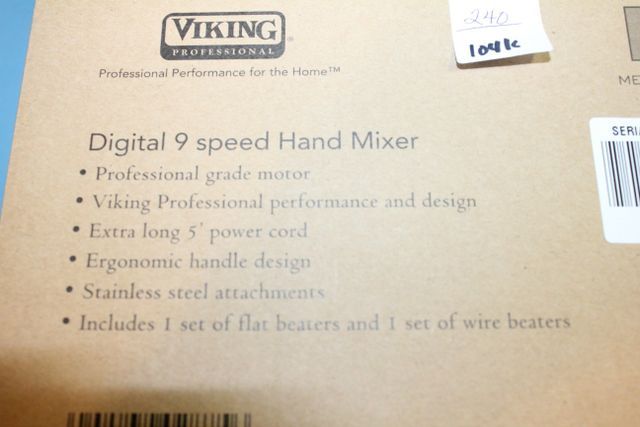 VIKING
PROFESSIONAL
Professional Performance for the Home™
240
ME
SERI
Digital 9 speed Hand Mixer
• Professional grade motor
• Viking Professional performance and design
• Extra long 5' power cord
• Ergonomic handle design
• Stainless steel attachments
• Includes 1 set of flat beaters and 1 set of wire beaters